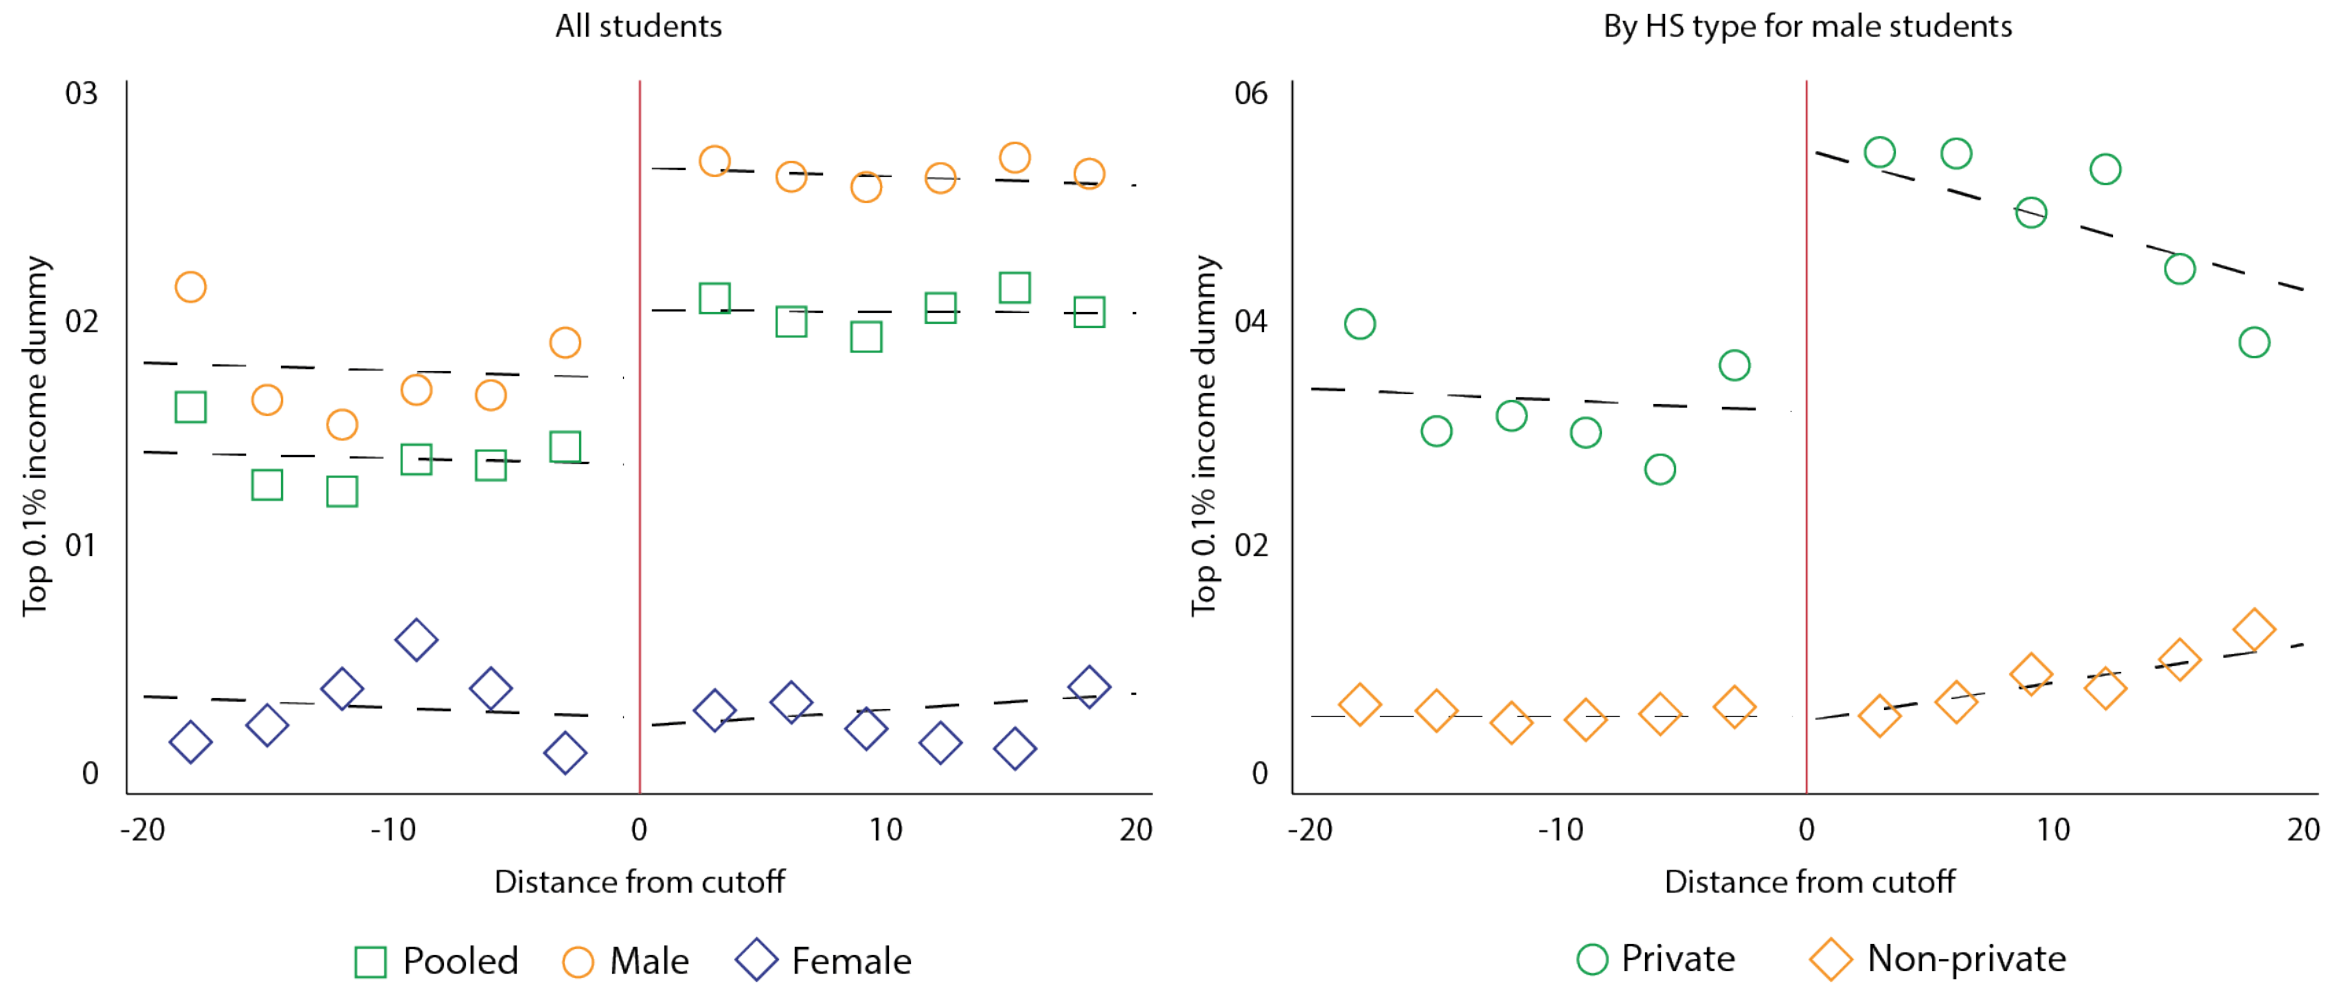 All students
03
02
01
0
Top 0.1% income dummy
-20 -10 0 10 20
Distance from cutoff
Pooled Male Female
By HS type for male students
06
04
02
0
Top 0.1% income dummy
-20 -10 0 10 20
Distance from cutoff
Private Non-private